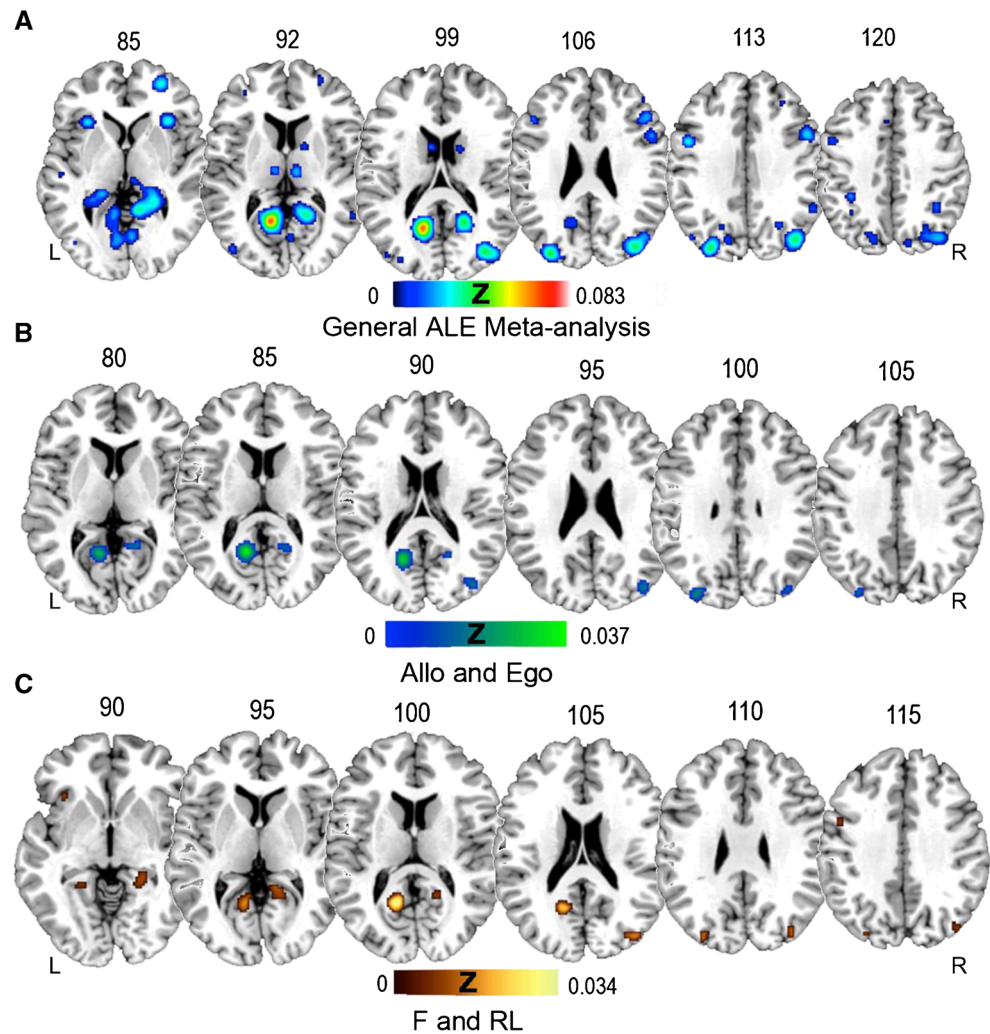 A
85 92 99 106 113 120
L R
0 Z 0.083
General ALE Meta-analysis
B
80 85 90 95 100 105
L R
0 Z 0.037
Allo and Ego
C
90 95 100 105 110 115
L R
0 Z 0.034
F and RL